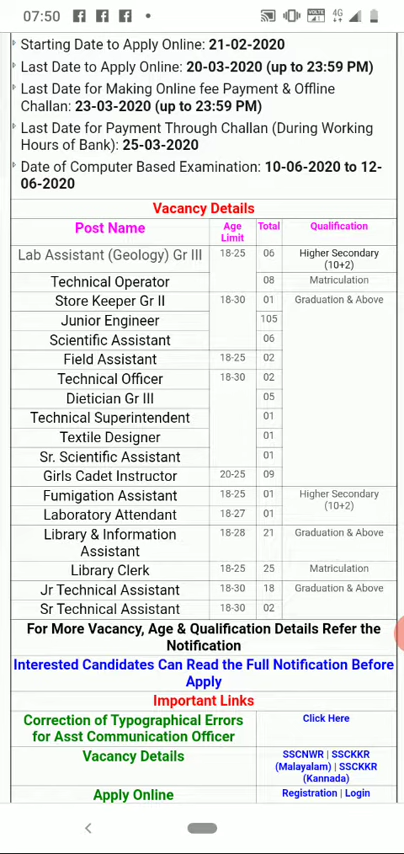 07:50
VOLTE
4G
Starting Date to Apply Online: 21-02-2020
Last Date to Apply Online: 20-03-2020 (up to 23:59 PM)
Last Date for Making Online fee Payment & Offline
Challan: 23-03-2020 (up to 23:59 PM)
Last Date for Payment Through Challan (During Working
Hours of Bank): 25-03-2020
Date of Computer Based Examination: 10-06-2020 to 12-
06-2020
Vacancy Details
Post Name Age Limit Total Qualification
Lab Assistant (Geology) Gr III 18-25 06 Higher Secondary (10+2)
Technical Operator 08 Matriculation
Store Keeper Gr II 18-30 01 Graduation & Above
Junior Engineer 105
Scientific Assistant 06
Field Assistant 18-25 02
Technical Officer 18-30 02
Dietician Gr III 05
Technical Superintendent 01
Textile Designer 01
Sr. Scientific Assistant 01
Girls Cadet Instructor 20-25 09
Fumigation Assistant 18-25 01 Higher Secondary (10+2)
Laboratory Attendant 18-27 01
Library & Information Assistant 18-28 21 Graduation & Above
Library Clerk 18-25 25 Matriculation
Jr Technical Assistant 18-30 18 Graduation & Above
Sr Technical Assistant 18-30 02
For More Vacancy, Age & Qualification Details Refer the
Notification
Interested Candidates Can Read the Full Notification Before
Apply
Important Links
Correction of Typographical Errors
for Asst Communication Officer
Click Here
Vacancy Details
SSCNWR | SSCKKR
(Malayalam) | SSCKKR
(Kannada)
Apply Online
Registration | Login